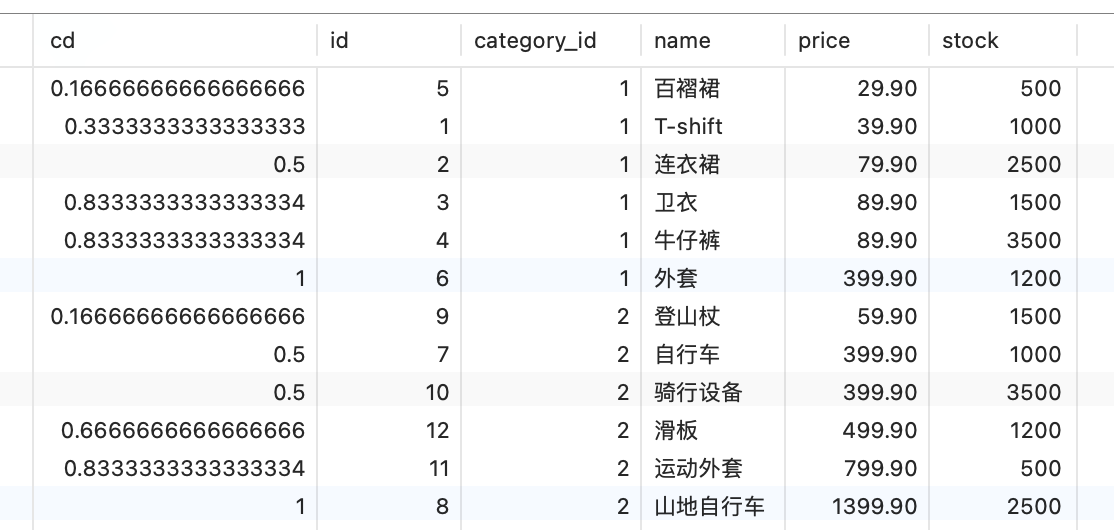 cd id category_id name price stock
0.16666666666666666 5 1 百褶裙 29.90 500
0.3333333333333333 1 1 T-shift 39.90 1000
0.5 2 1 连衣裙 79.90 2500
0.8333333333333334 3 1 卫衣 89.90 1500
0.8333333333333334 4 1 牛仔裤 89.90 3500
1 6 1 外套 399.90 1200
0.16666666666666666 9 2 登山杖 59.90 1500
0.5 7 2 自行车 399.90 1000
0.5 10 2 骑行设备 399.90 3500
0.6666666666666666 12 2 滑板 499.90 1200
0.8333333333333334 11 2 运动外套 799.90 500
1 8 2 山地自行车 1399.90 2500